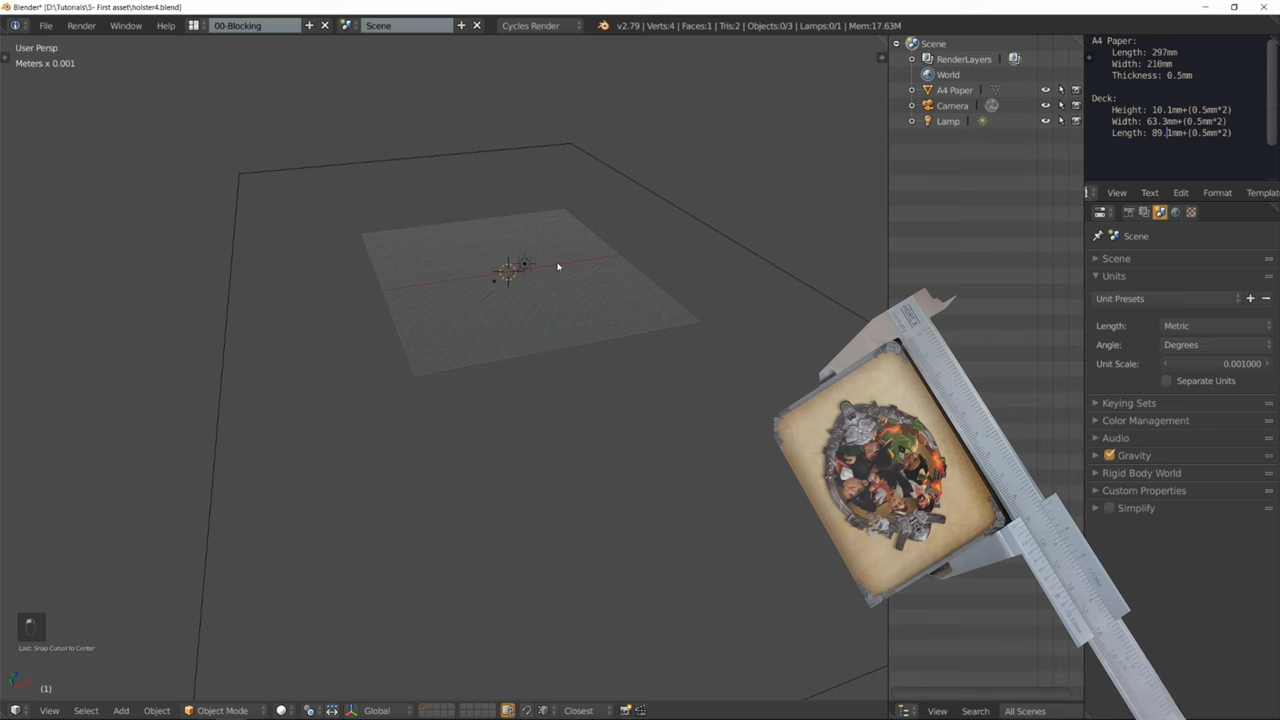 Blender* [D:\Tutorials\5- First asset\holster4.blend]
File Render Window Help 00-Blocking Scene Cycles Render v2.79 | Verts:4 | Faces:1 | Tris:2 | Objects:0/3 | Lamps:0/1 | Mem:17.63M
User Persp
Meters x 0.001
Scene
RenderLayers
World
A4 Paper
Camera
Lamp
A4 Paper:
Length: 297mm
Width: 210mm
Thickness: 0.5mm
Deck:
Height: 10.1mm+(0.5mm*2)
Width: 63.3mm+(0.5mm*2)
Length: 89.1mm+(0.5mm*2)
View Text Edit Format Templat
Scene
Scene
Units
Unit Presets
Length: Metric
Angle: Degrees
Unit Scale: 0.001000
Separate Units
Keying Sets
Color Management
Audio
Gravity
Rigid Body World
Custom Properties
Simplify
Last: Snap Cursor to Center
(1)
View Select Add Object Object Mode Global Closest
View Search All Scenes